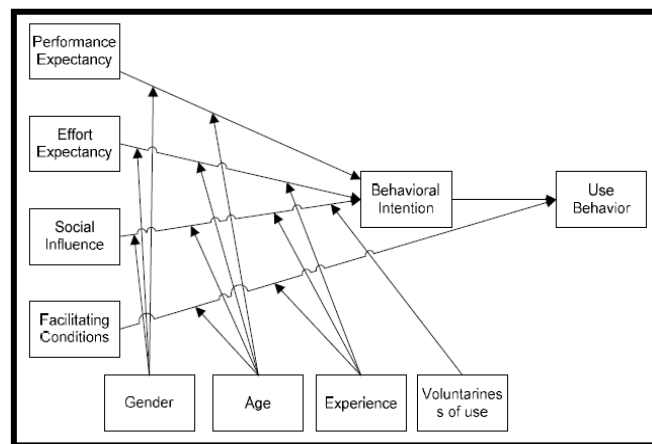 Performance
Expectancy
Effort
Expectancy
Behavioral
Intention
Use
Behavior
Social
Influence
Facilitating
Conditions
Gender
Age
Experience
Voluntarines
s of use